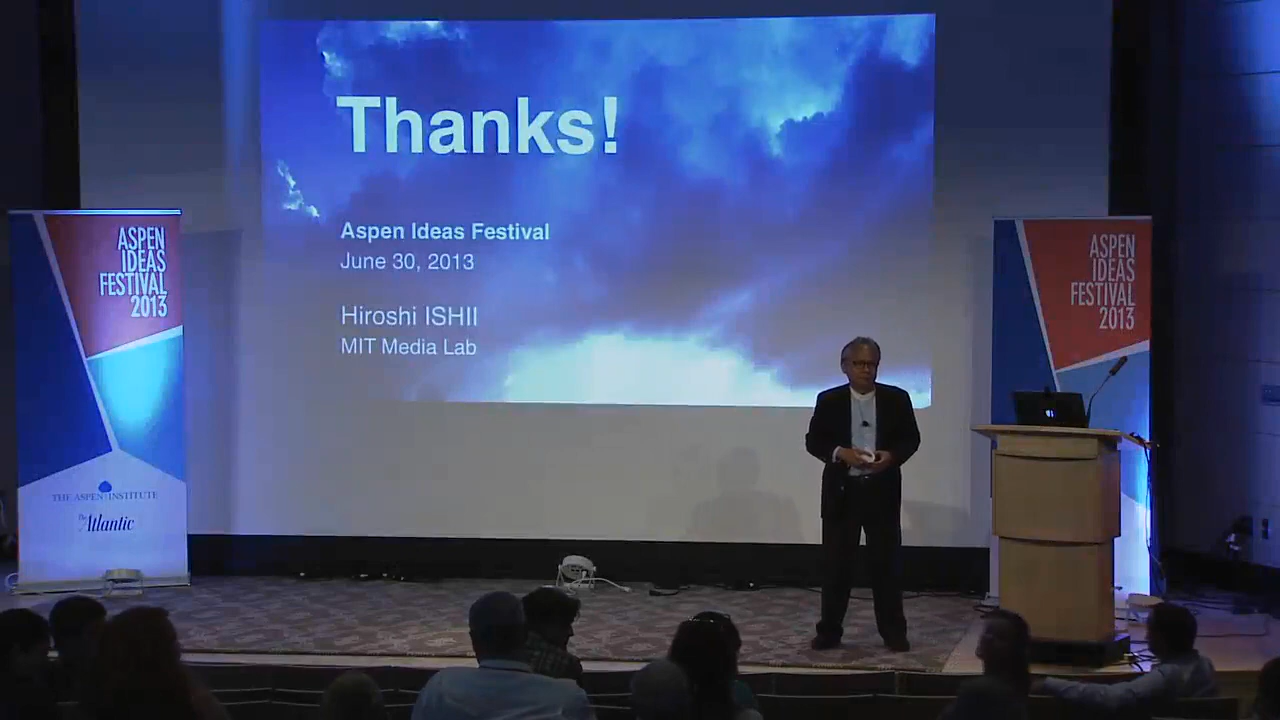 Thanks!
Aspen Ideas Festival
June 30, 2013
Hiroshi ISHII
MIT Media Lab
ASPEN
IDEAS
FESTIVAL
2013
THE ASPEN INSTITUTE
The Atlantic
ASPEN
IDEAS
FESTIVAL
2013